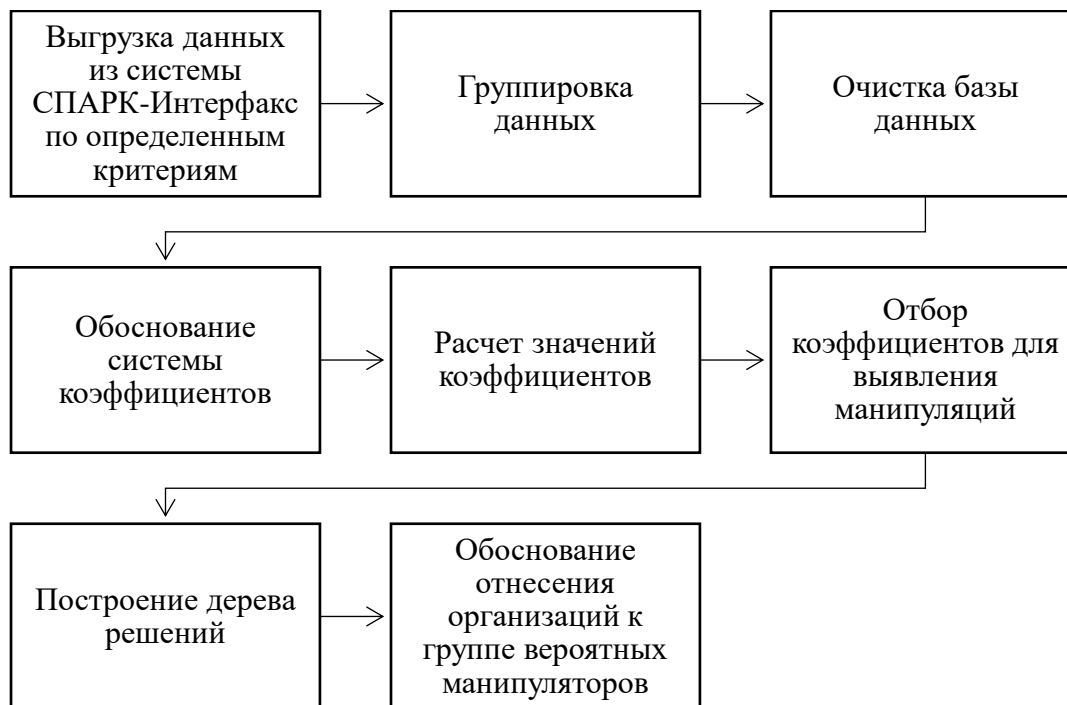 Выгрузка данных
из системы
СПАРК-Интерфакс
по определенным
критериям
Группировка
данных
Очистка базы
данных
Обоснование
системы
коэффициентов
Расчет значений
коэффициентов
Отбор
коэффициентов для
выявления
манипуляций
Построение дерева
решений
Обоснование
отнесения
организаций к
группе вероятных
манипуляторов